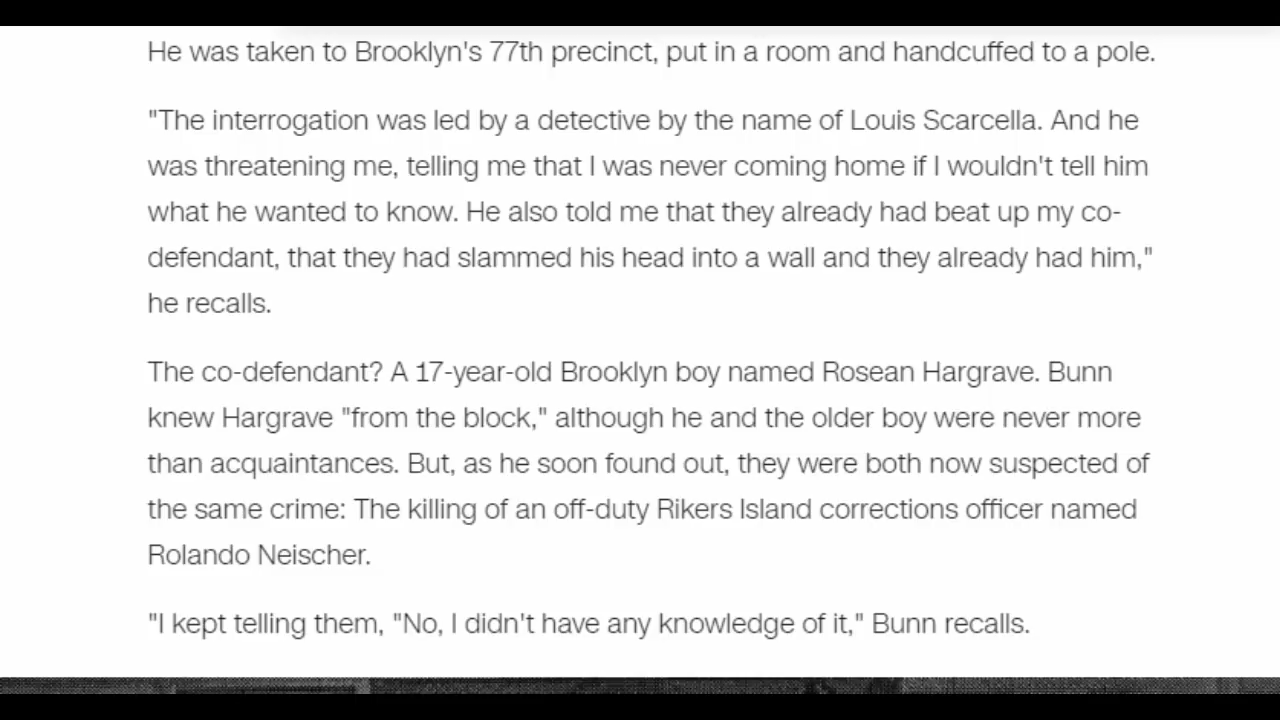 He was taken to Brooklyn's 77th precinct, put in a room and handcuffed to a pole.
"The interrogation was led by a detective by the name of Louis Scarcella. And he
was threatening me, telling me that I was never coming home if I wouldn't tell him
what he wanted to know. He also told me that they already had beat up my co-
defendant, that they had slammed his head into a wall and they already had him,"
he recalls.
The co-defendant? A 17-year-old Brooklyn boy named Rosean Hargrave. Bunn
knew Hargrave "from the block," although he and the older boy were never more
than acquaintances. But, as he soon found out, they were both now suspected of
the same crime: The killing of an off-duty Rikers Island corrections officer named
Rolando Neischer.
"I kept telling them, "No, I didn't have any knowledge of it," Bunn recalls.